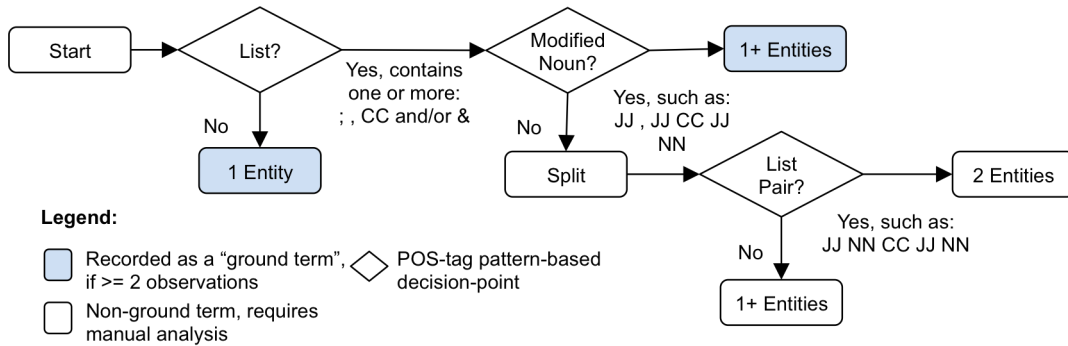 Start
List?
Yes, contains
one or more:
; , CC and/or &
Modified
Noun?
1+ Entities
No
1 Entity
No
Yes, such as:
JJ , JJ CC JJ
NN
Split
List
Pair?
2 Entities
Yes, such as:
JJ NN CC JJ NN
No
1+ Entities
Legend:
Recorded as a “ground term”,
if >= 2 observations
POS-tag pattern-based
decision-point
Non-ground term, requires
manual analysis